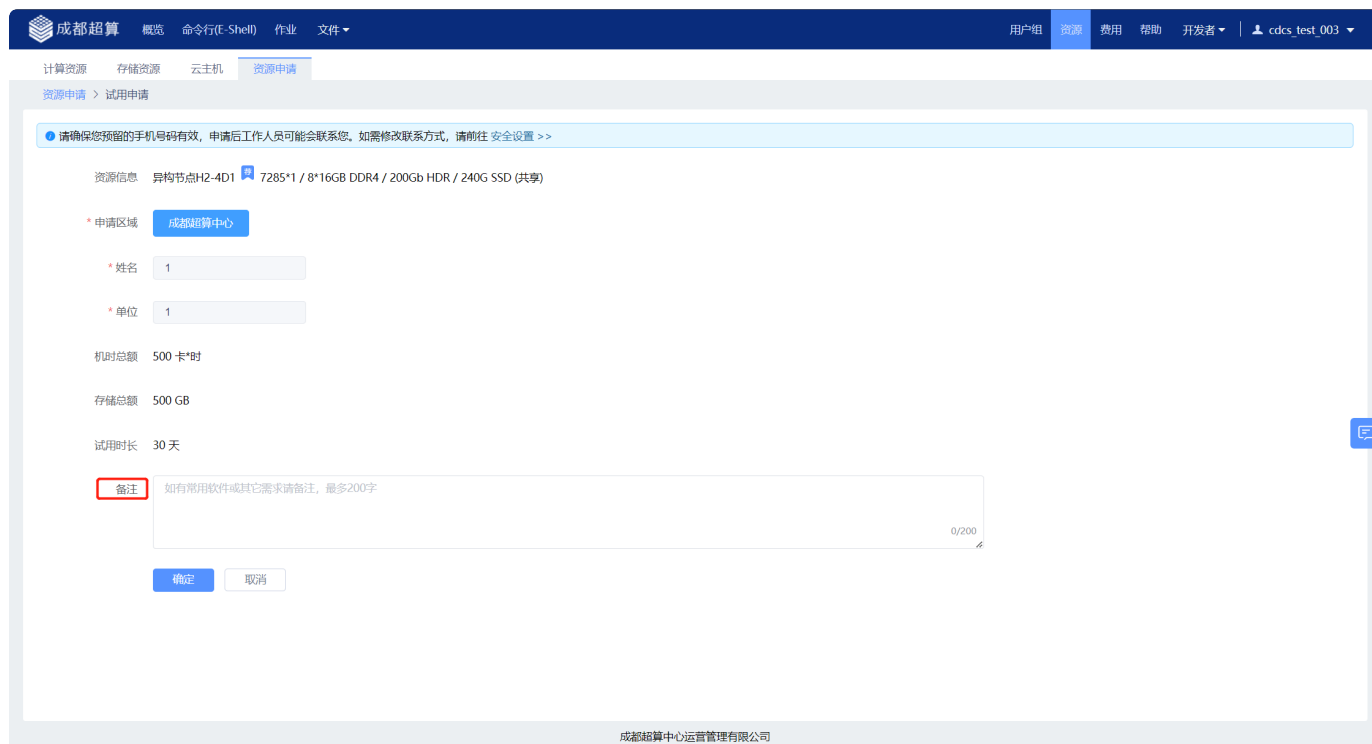 成都超算 概览 命令行(E-Shell) 作业 文件 用户组 资源 费用 帮助 开发者 cdcs_test_003
计算资源 存储资源 云主机 资源申请
资源申请 > 试用申请
请确保您预留的手机号码有效，申请后工作人员可能会联系您。如需修改联系方式，请前往 安全设置 >>
资源信息 异构节点H2-4D1 荐 7285*1 / 8*16GB DDR4 / 200Gb HDR / 240G SSD (共享)
* 申请区域 成都超算中心
* 姓名 1
* 单位 1
机时总额 500 卡*时
存储总额 500 GB
试用时长 30 天
备注 如有常用软件或其它需求请备注，最多200字
0/200
确定 取消
成都超算中心运营管理有限公司